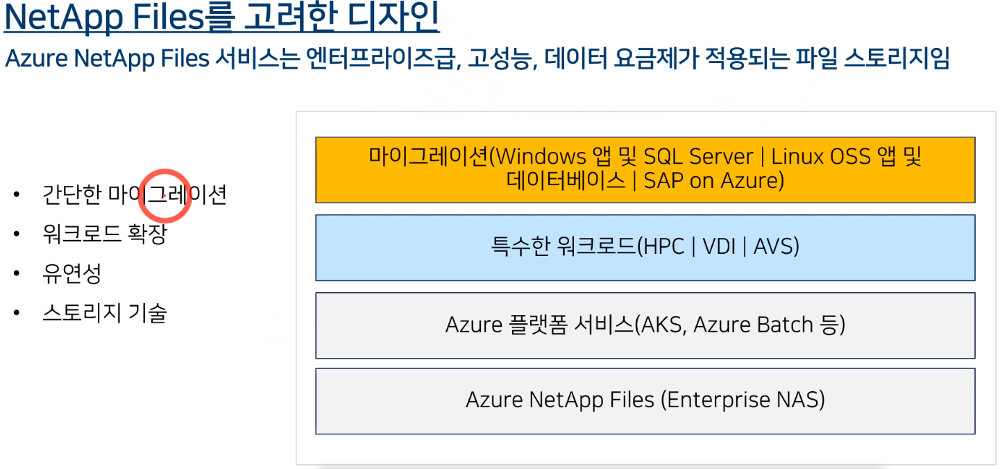 NetApp Files를 고려한 디자인
Azure NetApp Files 서비스는 엔터프라이즈급, 고성능, 데이터 요금제가 적용되는 파일 스토리지임
• 간단한 마이그레이션
• 워크로드 확장
• 유연성
• 스토리지 기술
마이그레이션(Windows 앱 및 SQL Server | Linux OSS 앱 및
데이터베이스 | SAP on Azure)
특수한 워크로드(HPC | VDI | AVS)
Azure 플랫폼 서비스(AKS, Azure Batch 등)
Azure NetApp Files (Enterprise NAS)